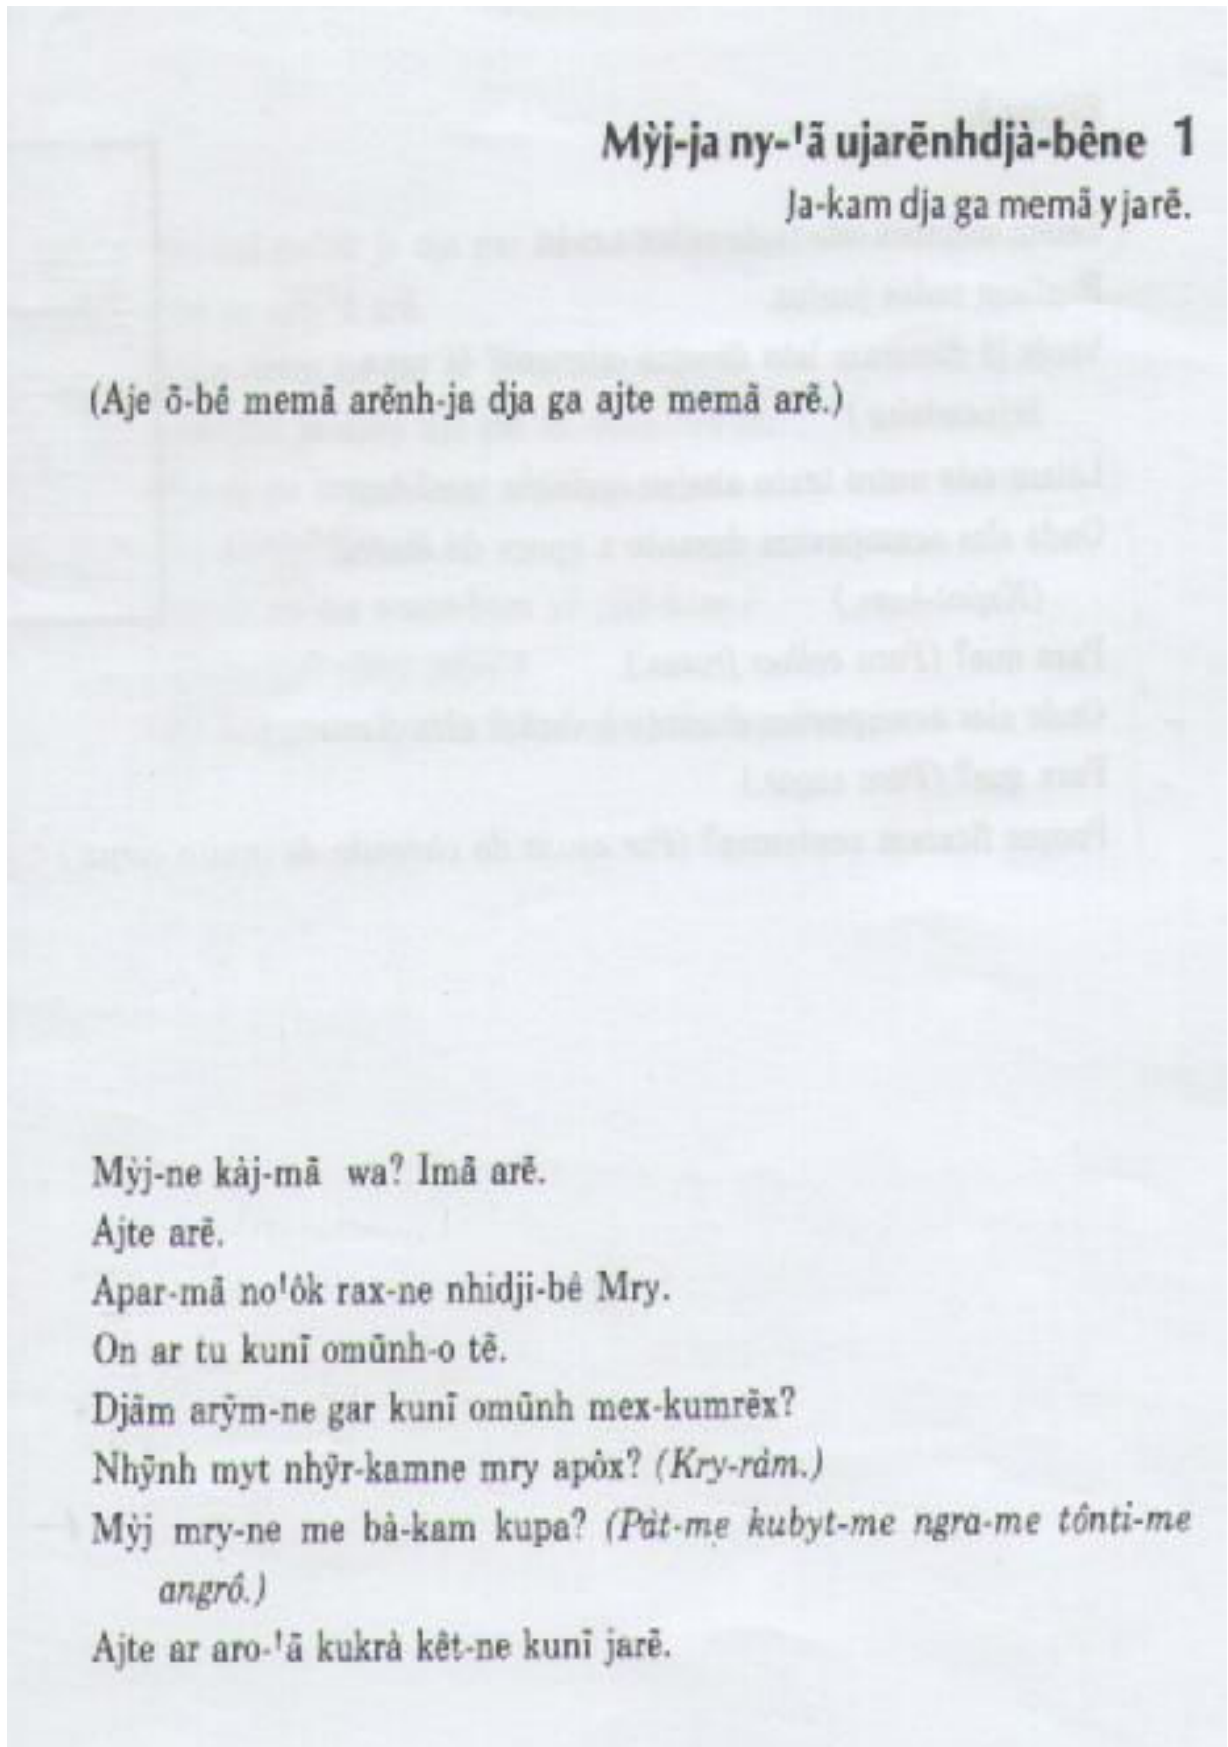 Mỳj-ja ny-'ã ujarẽnhdjà-bêne 1
Ja-kam dja ga memã yjarẽ.
(Aje õ-bê memã arẽnh-ja dja ga ajte memã arẽ.)
Mỳj-ne kàj-mã wa? Imã arẽ.
Ajte arẽ.
Apar-mã no'ôk rax-ne nhidji-bê Mry.
On ar tu kunĩ omũnh-o tẽ.
Djãm arỹm-ne gar kunĩ omũnh mex-kumrẽx?
Nhỹnh myt nhỹr-kamne mry apôx? (Kry-ràm.)
Mỳj mry-ne me bà-kam kupa? (Pàt-me kubyt-me ngra-me tônti-me
angrô.)
Ajte ar aro-'ã kukrà kêt-ne kunĩ jarẽ.